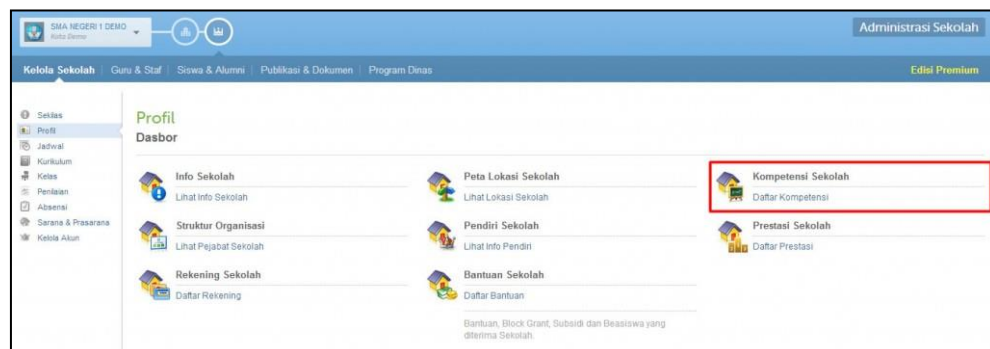 SMA NEGERI 1 DEMO
Kota Demo
Administrasi Sekolah
Kelola Sekolah Guru & Staf Siswa & Alumni Publikasi & Dokumen Program Dinas Edisi Premium
Sekilas
Profil
Jadwal
Kurikulum
Kelas
Penilaian
Absensi
Sarana & Prasarana
Kelola Akun
Profil
Dasbor
Info Sekolah
Lihat Info Sekolah
Peta Lokasi Sekolah
Lihat Lokasi Sekolah
Kompetensi Sekolah
Daftar Kompetensi
Struktur Organisasi
Lihat Pejabat Sekolah
Pendiri Sekolah
Lihat Info Pendiri
Prestasi Sekolah
Daftar Prestasi
Rekening Sekolah
Daftar Rekening
Bantuan Sekolah
Daftar Bantuan
Bantuan, Block Grant, Subsidi dan Beasiswa yang
diterima Sekolah.